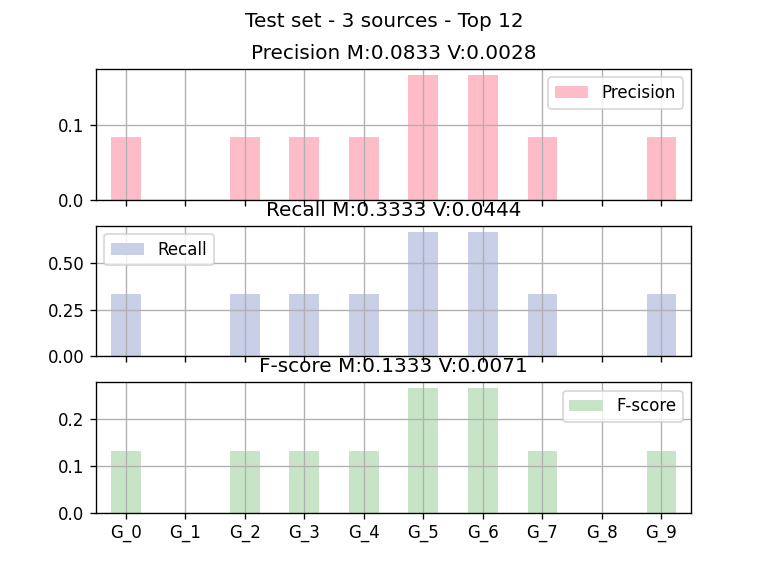 Test set - 3 sources - Top 12
Precision M:0.0833 V:0.0028
Precision
0.1
0.0
Recall M:0.3333 V:0.0444
Recall
0.50
0.25
0.00
F-score M:0.1333 V:0.0071
F-score
0.2
0.1
0.0
G_0 G_1 G_2 G_3 G_4 G_5 G_6 G_7 G_8 G_9